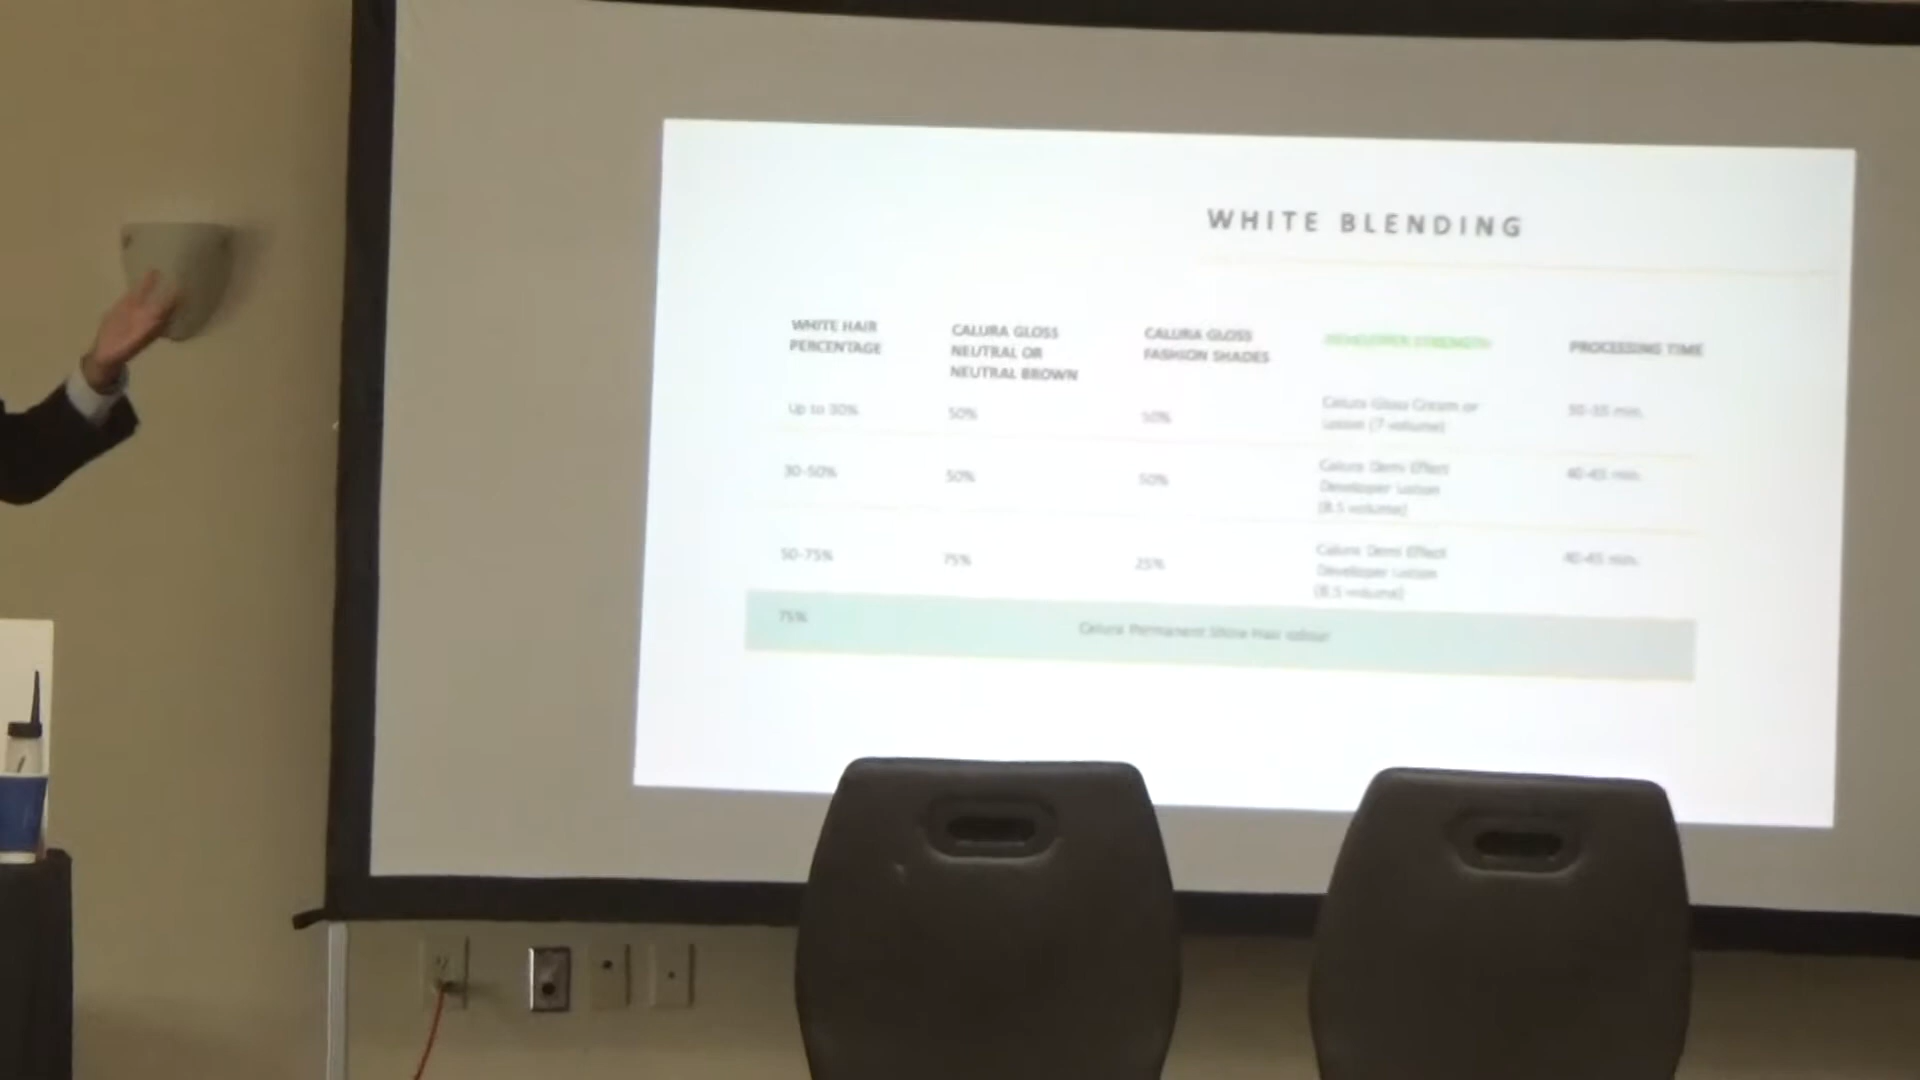 WHITE BLENDING
WHITE HAIR
PERCENTAGE
CALURA GLOSS
NEUTRAL OR
NEUTRAL BROWN
CALURA GLOSS
FASHION SHADES
DEVELOPER STRENGTH
PROCESSING TIME
Up to 30%
50%
50%
Calura Gloss Cream or
Lotion (7 volume)
min.
30-50%
50%
50%
Calura Demi Effect
Developer Lotion
(8.5 volume)
40-45 min.
50-75%
75%
25%
Calura Demi Effect
Developer Lotion
(8.5 volume)
40-45 min.
75%
Calura Permanent Shine Hair colour